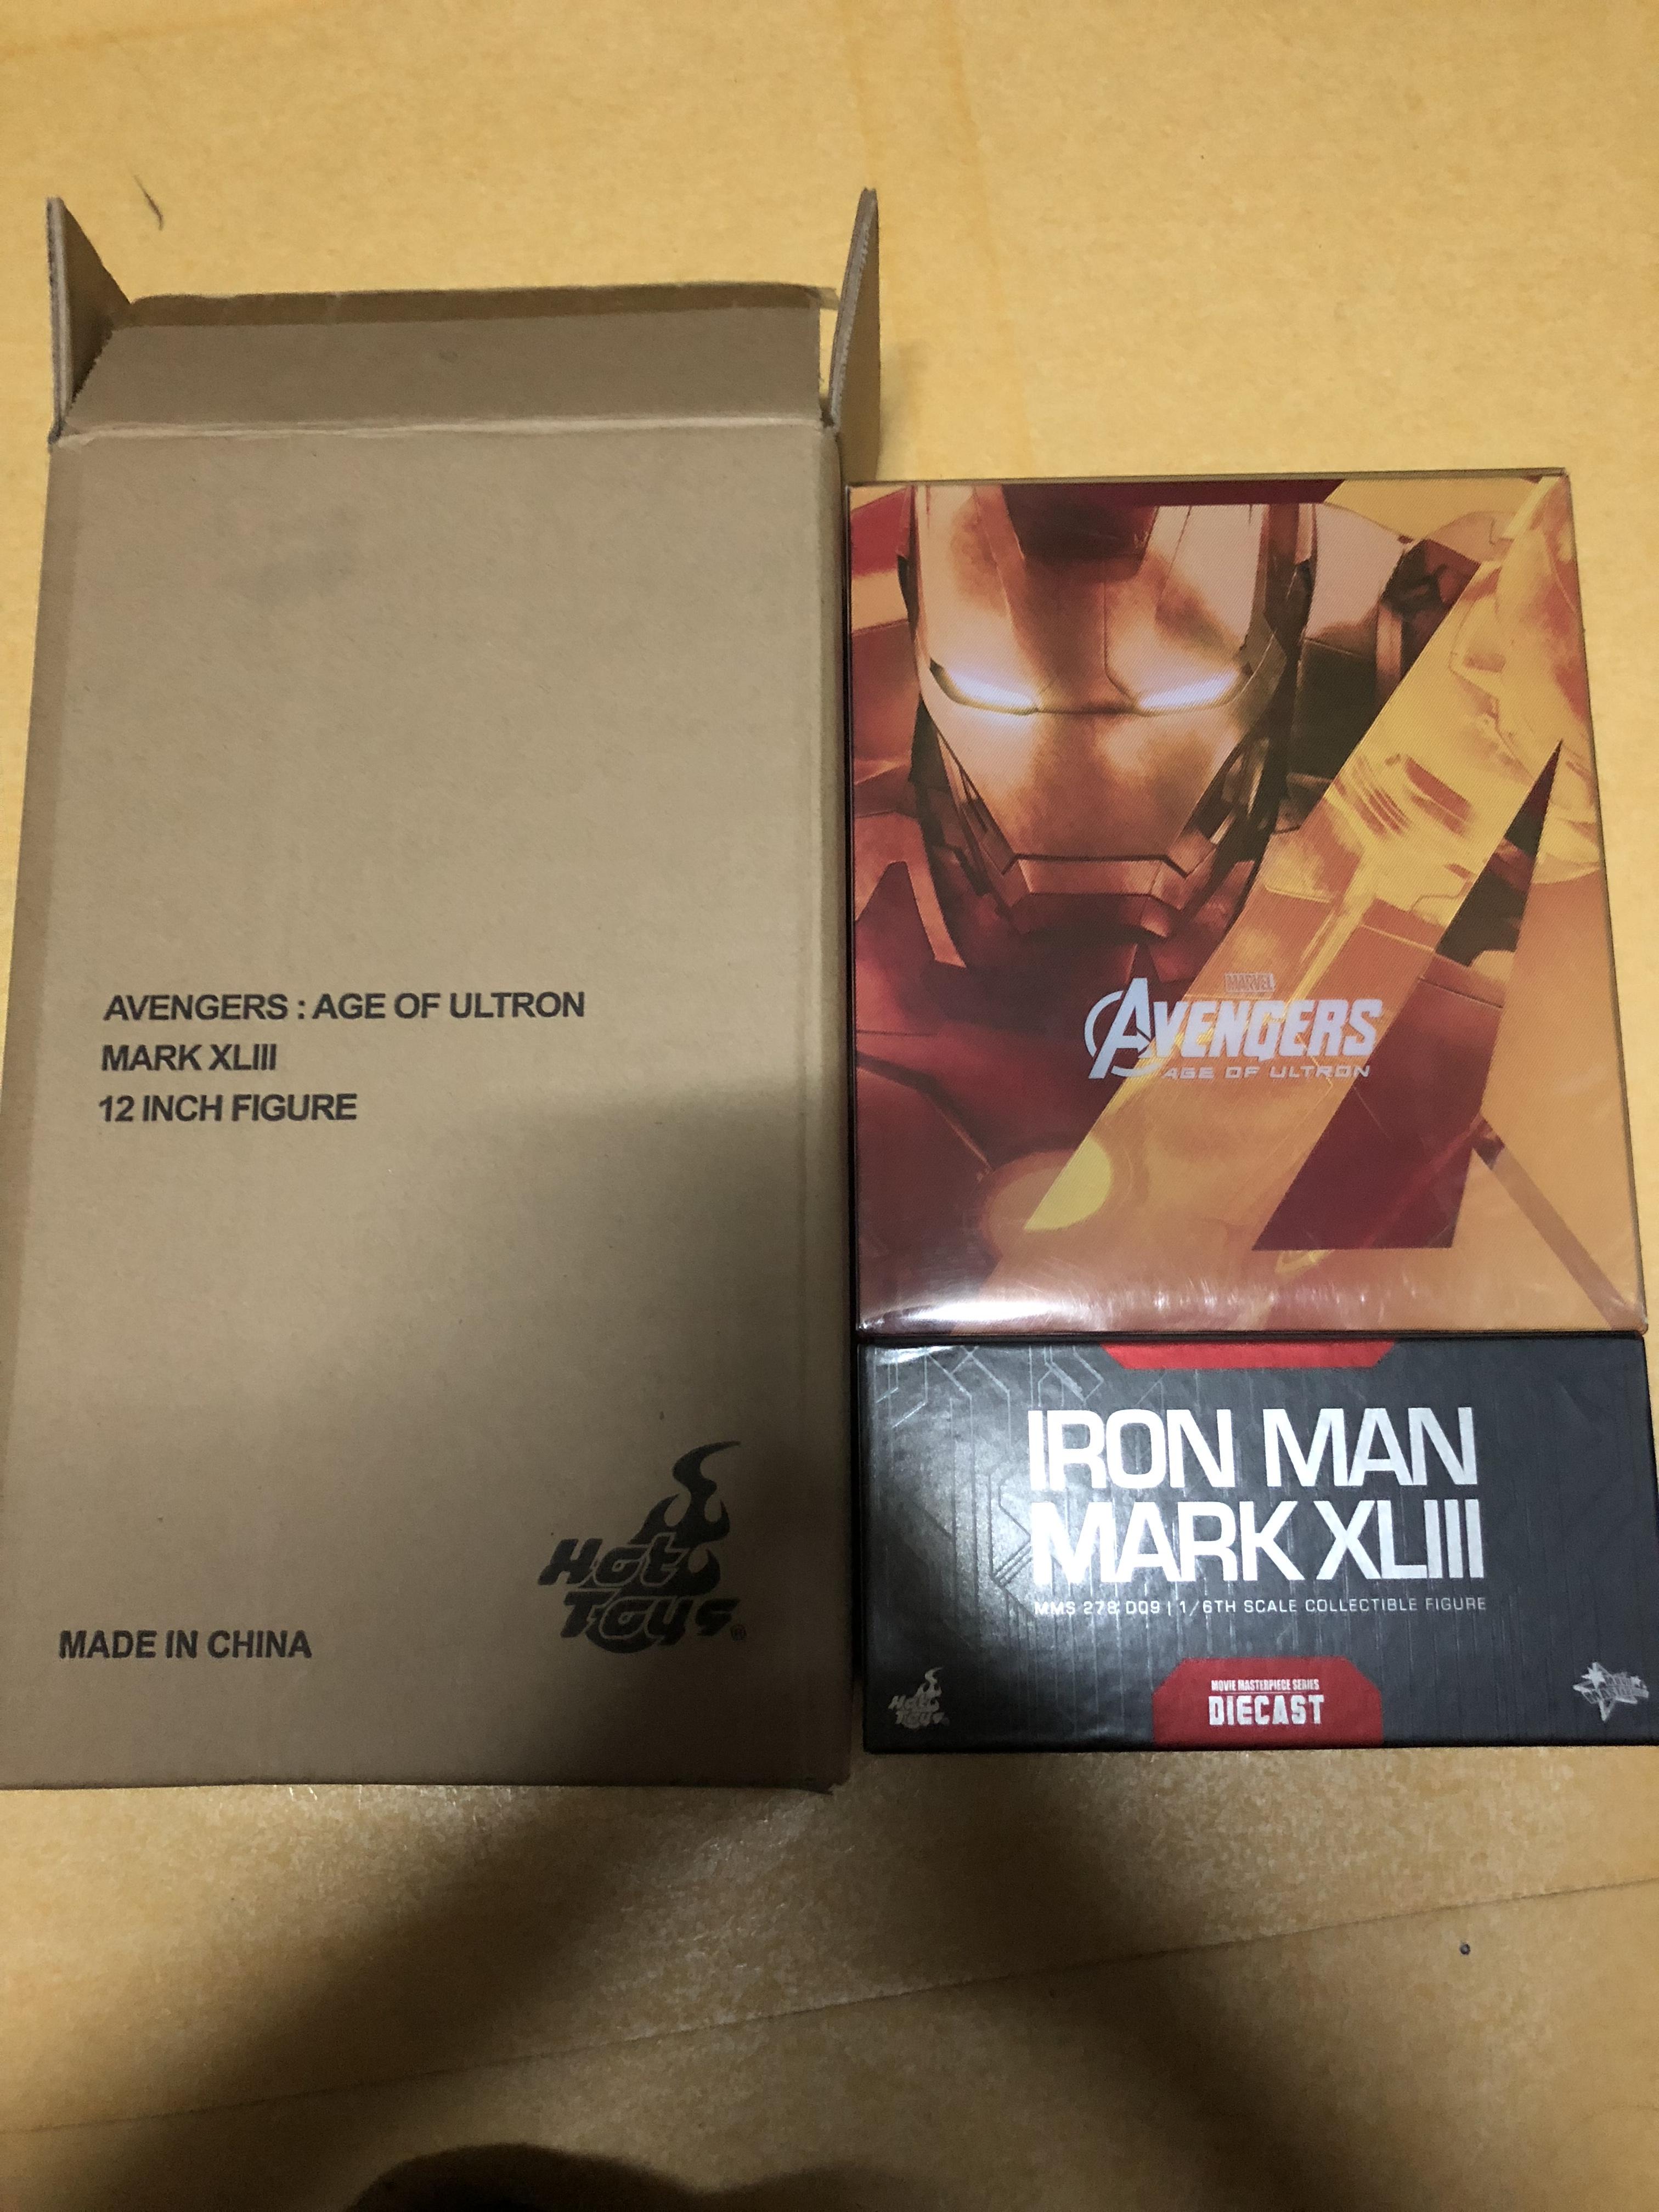 AVENGERS : AGE OF ULTRON
MARK XLIII
12 INCH FIGURE
Hot
Toys®
MADE IN CHINA
MARVEL
AVENGERS
AGE OF ULTRON
IRON MAN
MARK XLIII
MMS 278 D09 | 1/6TH SCALE COLLECTIBLE FIGURE
Hot
Toys
MOVIE MASTERPIECE SERIES
DIECAST